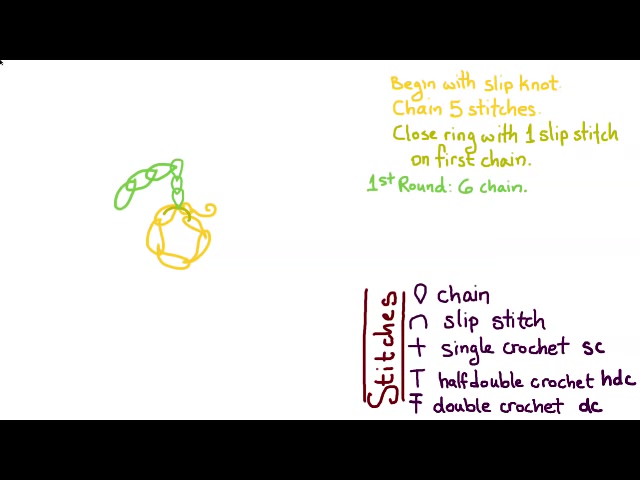 Begin with slip knot.
Chain 5 stitches.
Close ring with 1 slip stitch
on first chain.
1st Round: 6 chain.
Stitches
chain
slip stitch
single crochet sc
halfdouble crochet hdc
double crochet dc